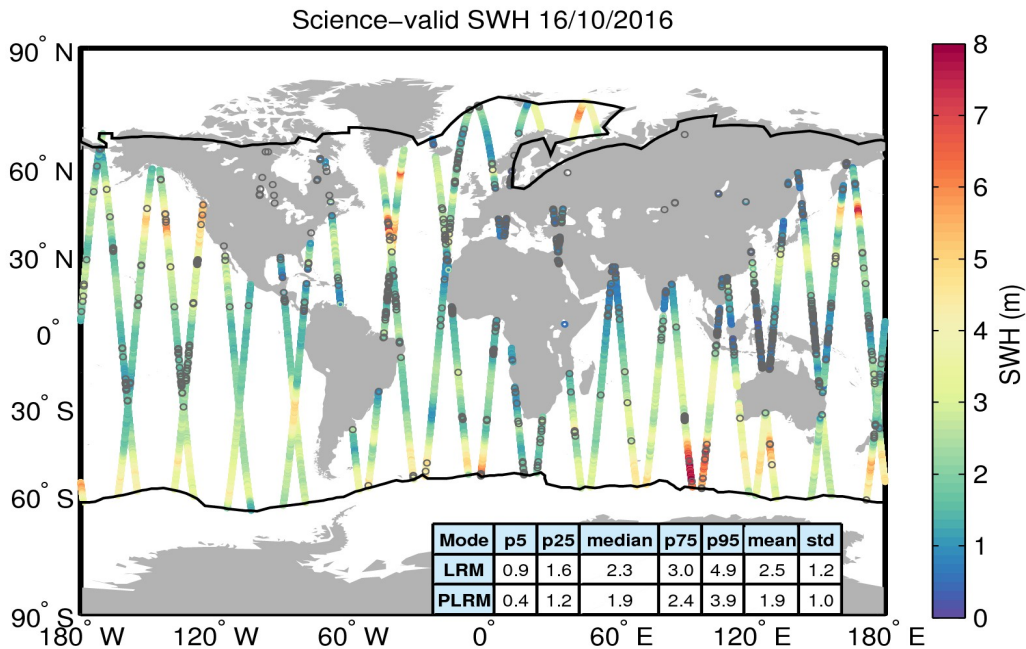 Science−valid SWH 16/10/2016
90° N
60° N
30° N
0°
30° S
60° S
90° S
180° W
120° W
60° W
0°
60° E
120° E
180° E
8
7
6
5
4
3
2
1
0
SWH (m)
Mode p5 p25 median p75 p95 mean std
LRM 0.9 1.6 2.3 3.0 4.9 2.5 1.2
PLRM 0.4 1.2 1.9 2.4 3.9 1.9 1.0